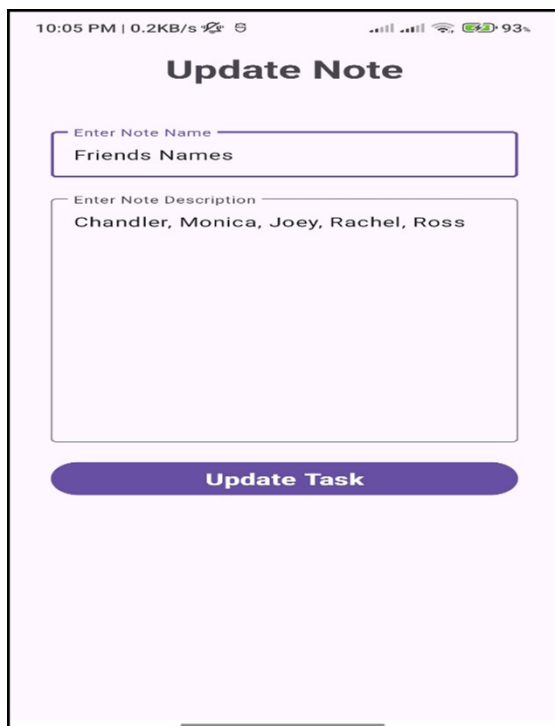 10:05 PM | 0.2KB/s 93%
Update Note
Enter Note Name
Friends Names
Enter Note Description
Chandler, Monica, Joey, Rachel, Ross
Update Task